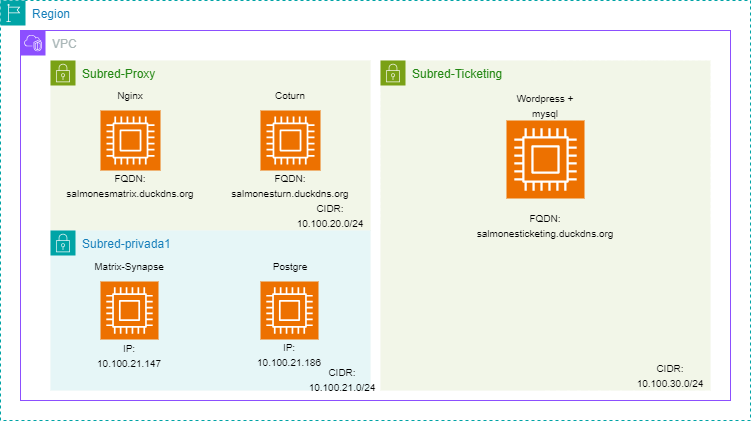 Region
VPC
Subred-Proxy
Nginx
Coturn
FQDN:
salmonesmatrix.duckdns.org
FQDN:
salmonesturn.duckdns.org
CIDR:
10.100.20.0/24
Subred-privada1
Matrix-Synapse
Postgre
IP:
10.100.21.147
IP:
10.100.21.186
CIDR:
10.100.21.0/24
Subred-Ticketing
Wordpress +
mysql
FQDN:
salmonesticketing.duckdns.org
CIDR:
10.100.30.0/24